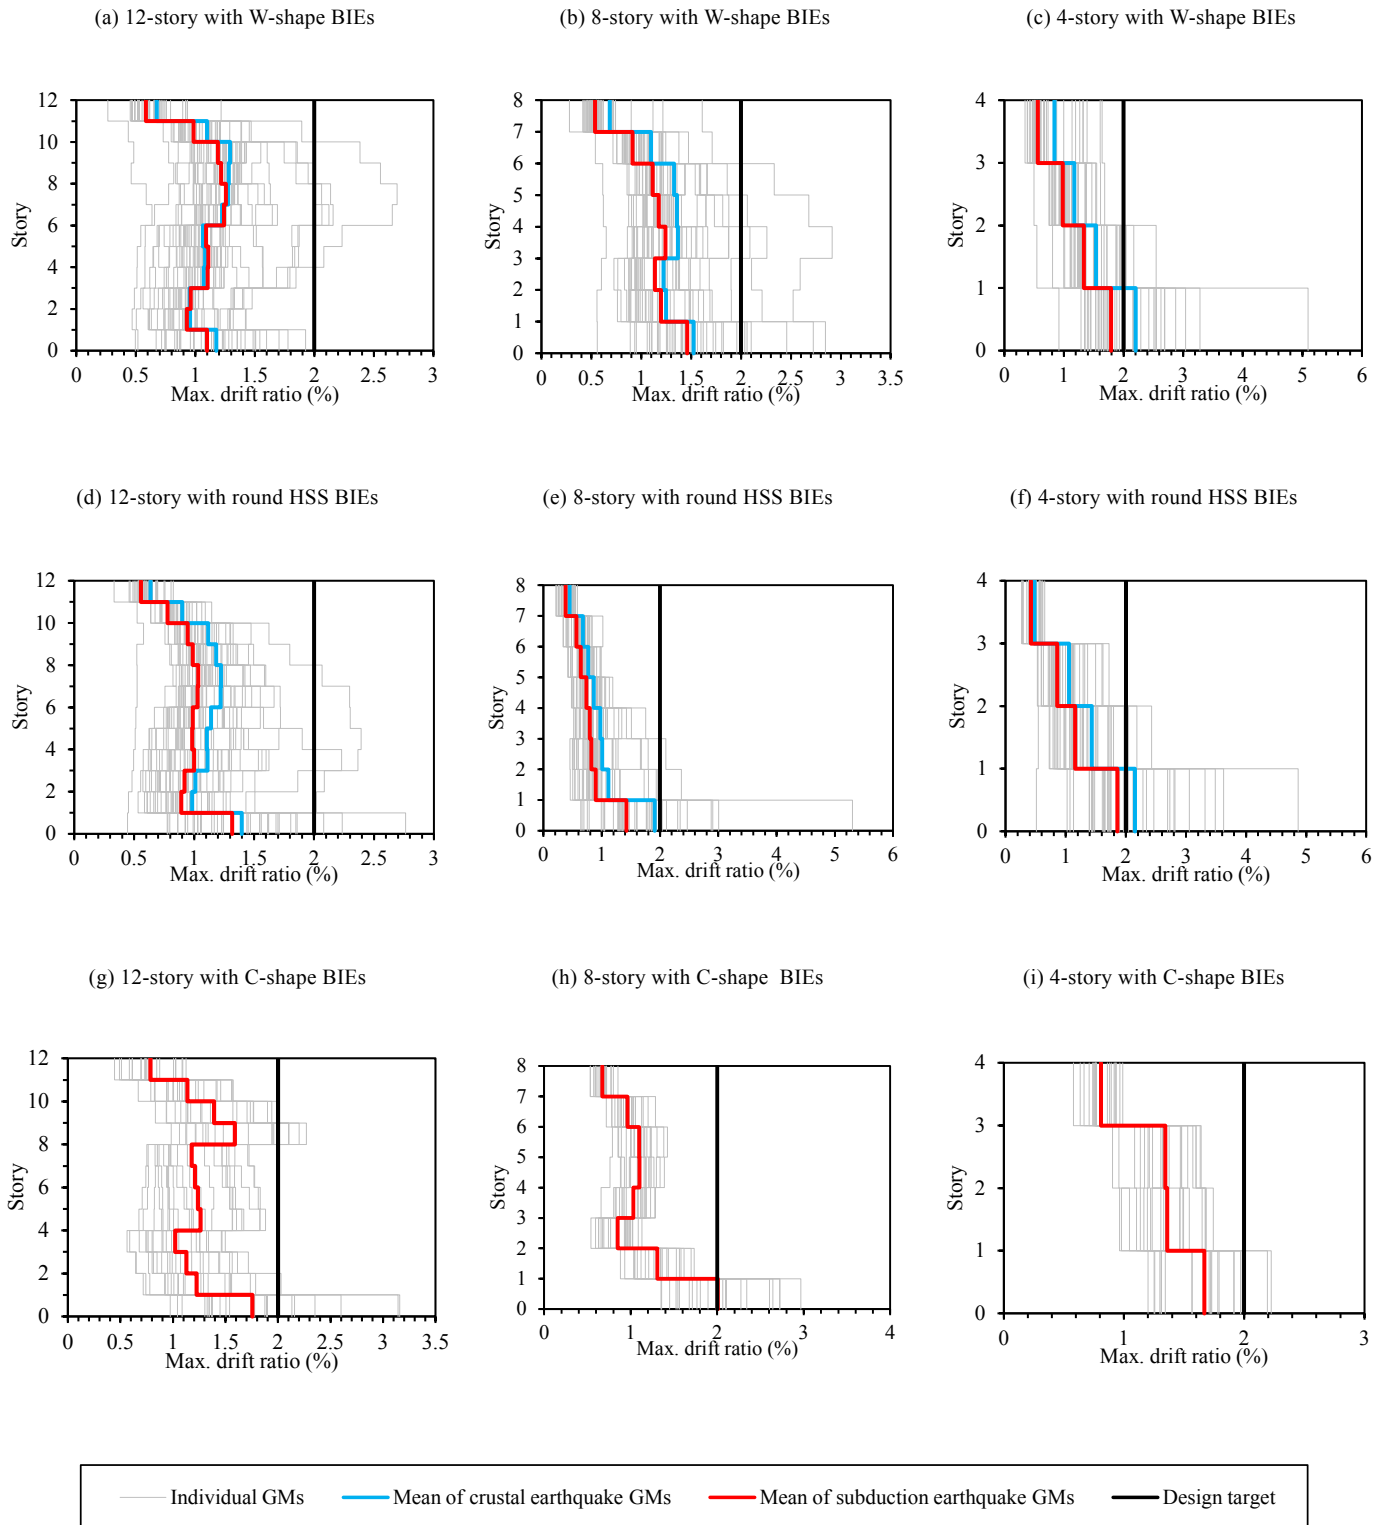 (a) 12-story with W-shape BIEs
(b) 8-story with W-shape BIEs
(c) 4-story with W-shape BIEs
12
10
8
6
4
2
0
Story
0 0.5 1 1.5 2 2.5 3
Max. drift ratio (%)
8
7
6
5
4
3
2
1
0
Story
0 0.5 1 1.5 2 2.5 3 3.5
Max. drift ratio (%)
4
3
2
1
0
Story
0 1 2 3 4 5 6
Max. drift ratio (%)
(d) 12-story with round HSS BIEs
(e) 8-story with round HSS BIEs
(f) 4-story with round HSS BIEs
12
10
8
6
4
2
0
Story
0 0.5 1 1.5 2 2.5 3
Max. drift ratio (%)
8
7
6
5
4
3
2
1
0
Story
0 1 2 3 4 5 6
Max. drift ratio (%)
4
3
2
1
0
Story
0 1 2 3 4 5 6
Max. drift ratio (%)
(g) 12-story with C-shape BIEs
(h) 8-story with C-shape BIEs
(i) 4-story with C-shape BIEs
12
10
8
6
4
2
0
Story
0 0.5 1 1.5 2 2.5 3 3.5
Max. drift ratio (%)
8
7
6
5
4
3
2
1
0
Story
0 1 2 3 4
Max. drift ratio (%)
4
3
2
1
0
Story
0 1 2 3
Max. drift ratio (%)
Individual GMs
Mean of crustal earthquake GMs
Mean of subduction earthquake GMs
Design target